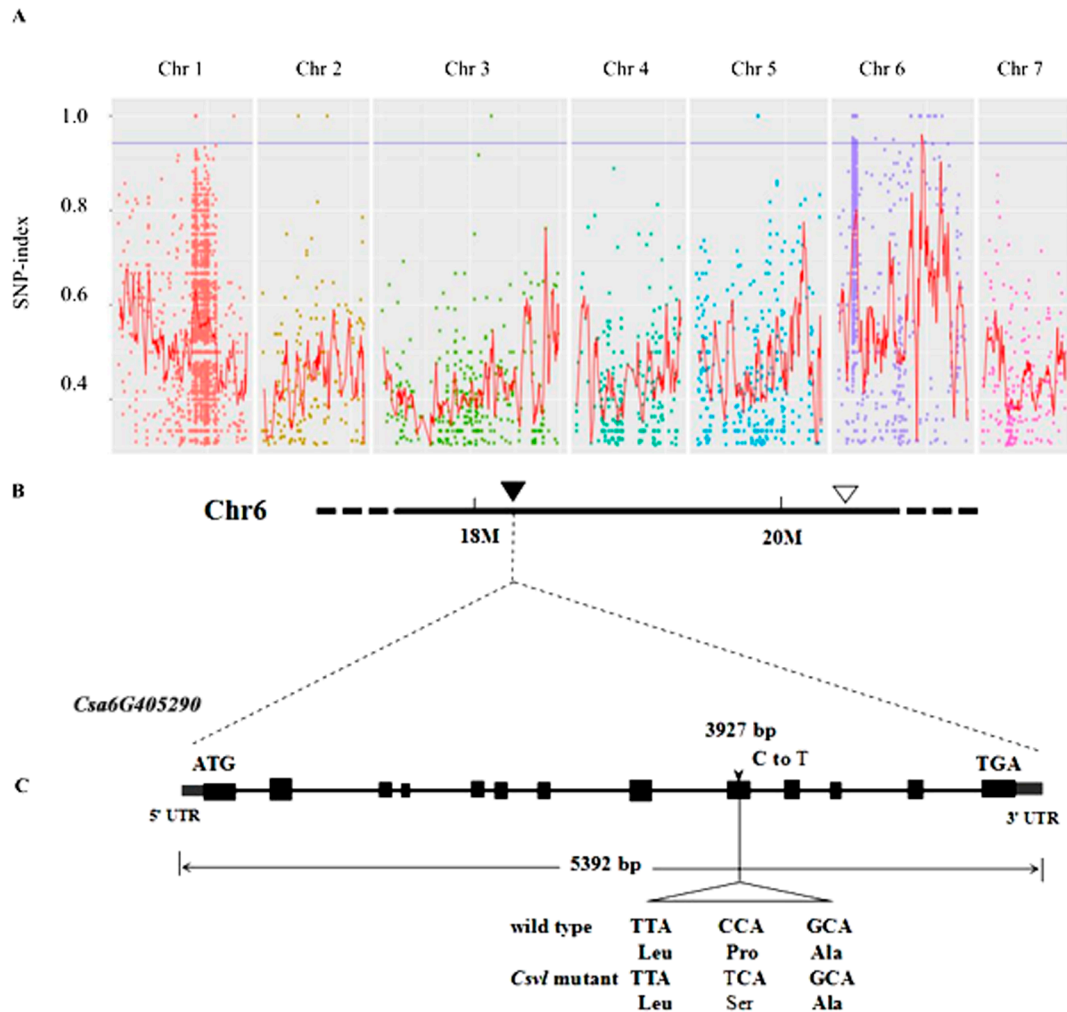 A
Chr 1 Chr 2 Chr 3 Chr 4 Chr 5 Chr 6 Chr 7
1.0
0.8
0.6
0.4
SNP-index
B
Chr6
18M 20M
Csa6G405290
3927 bp
ATG C to T TGA
C
5' UTR 3' UTR
5392 bp
wild type TTA CCA GCA
Leu Pro Ala
Csvl mutant TTA TCA GCA
Leu Ser Ala